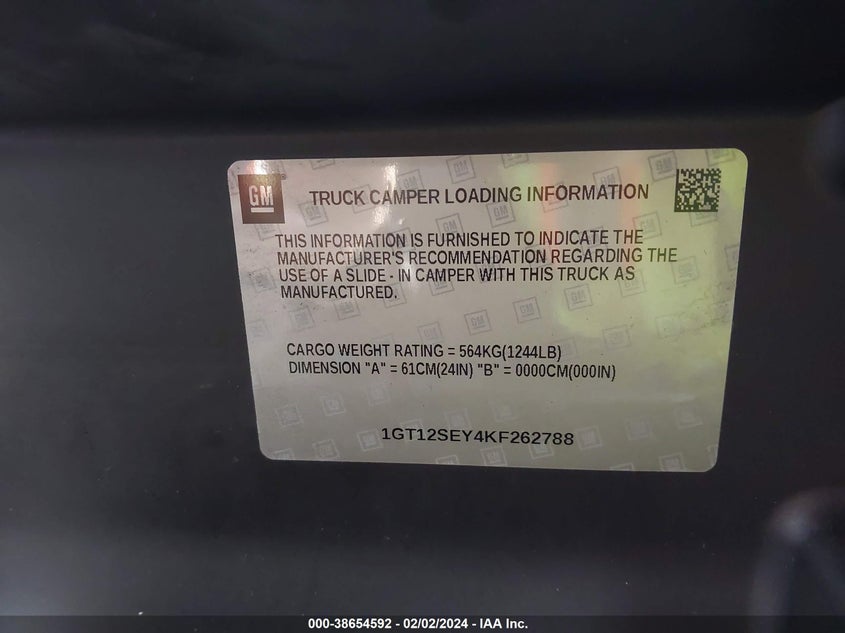 GM
TRUCK CAMPER LOADING INFORMATION
THIS INFORMATION IS FURNISHED TO INDICATE THE
MANUFACTURER'S RECOMMENDATION REGARDING THE
USE OF A SLIDE - IN CAMPER WITH THIS TRUCK AS
MANUFACTURED.
CARGO WEIGHT RATING = 564KG(1244LB)
DIMENSION "A" = 61CM(24IN) "B" = 0000CM(000IN)
1GT12SEY4KF262788
000-38654592 - 02/02/2024 - IAA Inc.